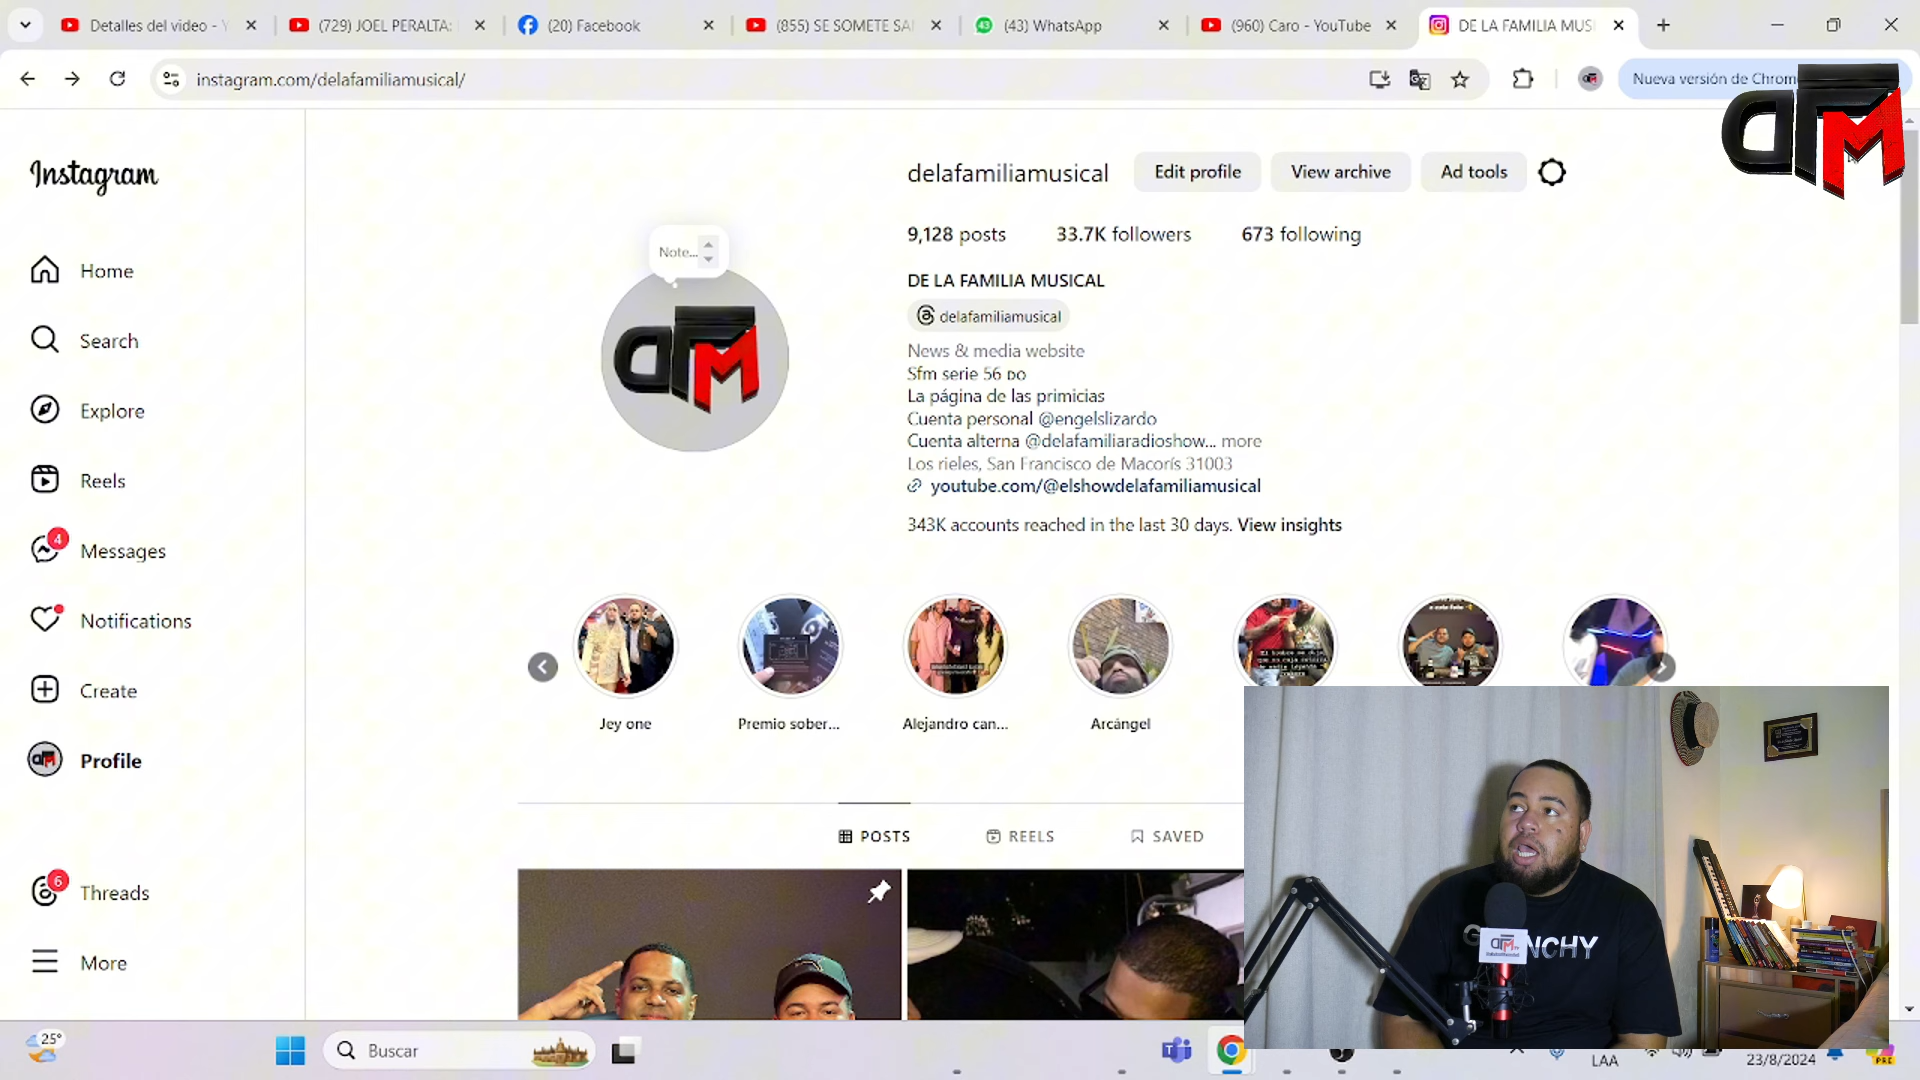 Detalles del video - Y
(729) JOEL PERALTA:
(20) Facebook
(855) SE SOMETE SA
(43) WhatsApp
(960) Caro - YouTube
DE LA FAMILIA MUSI
instagram.com/delafamiliamusical/
Nueva versión de Chrom
DFM
Instagram
delafamiliamusical
Edit profile
View archive
Ad tools
9,128 posts
33.7K followers
673 following
Note...
DE LA FAMILIA MUSICAL
delafamiliamusical
News & media website
Sfm serie 56 DO
La página de las primicias
Cuenta personal @engelslizardo
Cuenta alterna @delafamiliaradioshow... more
Los rieles, San Francisco de Macorís 31003
youtube.com/@elshowdelafamiliamusical
343K accounts reached in the last 30 days. View insights
Home
Search
Explore
Reels
4
Messages
Notifications
Create
Profile
6
Threads
More
Jey one
Premio sober...
Alejandro can...
Arcángel
POSTS
REELS
SAVED
25°
Buscar
LAA
23/8/2024
PRE